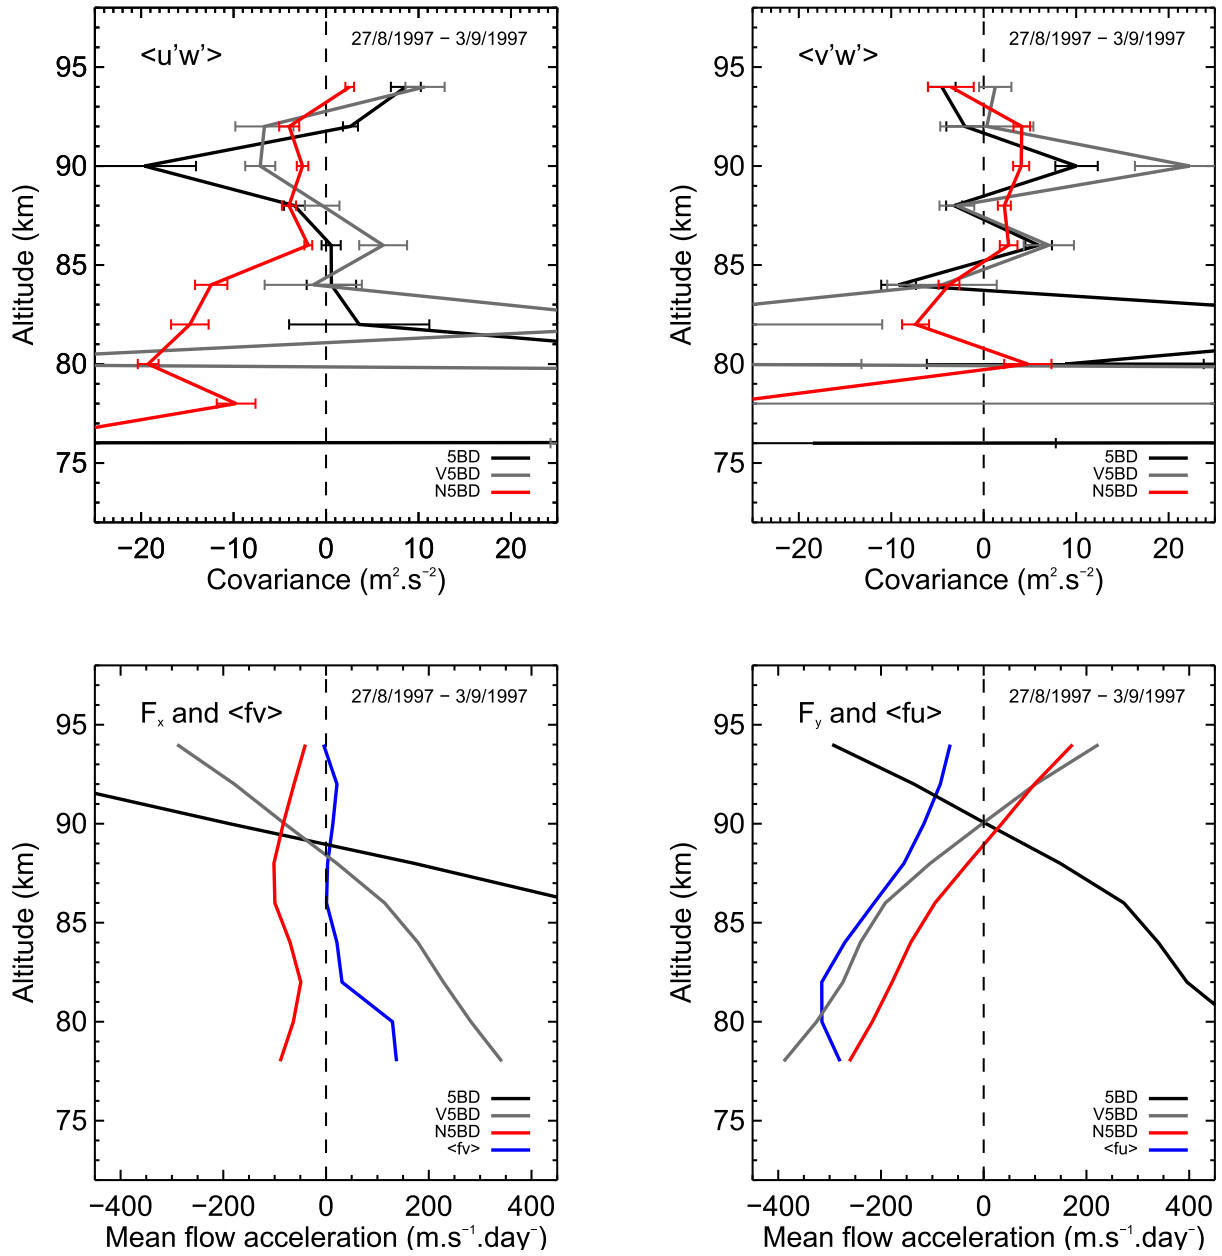 <u'w'>
27/8/1997 − 3/9/1997
95
90
85
80
75
Altitude (km)
5BD
V5BD
N5BD
−20 −10 0 10 20
Covariance (m².s⁻²)
<v'w'>
27/8/1997 − 3/9/1997
95
90
85
80
75
Altitude (km)
5BD
V5BD
N5BD
−20 −10 0 10 20
Covariance (m².s⁻²)
Fₓ and <fv>
27/8/1997 − 3/9/1997
95
90
85
80
75
Altitude (km)
5BD
V5BD
N5BD
<fv>
−400 −200 0 200 400
Mean flow acceleration (m.s⁻¹.day⁻)
F_y and <fu>
27/8/1997 − 3/9/1997
95
90
85
80
75
Altitude (km)
5BD
V5BD
N5BD
<fu>
−400 −200 0 200 400
Mean flow acceleration (m.s⁻¹.day⁻)